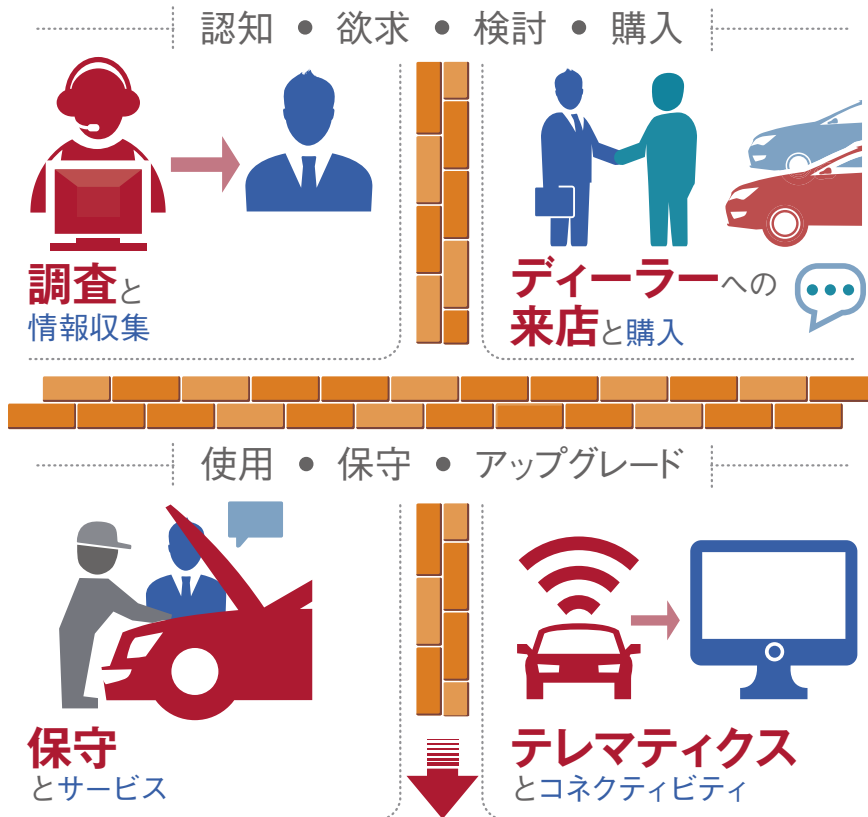 認知 • 欲求 • 検討 • 購入
調査と
情報収集
ディーラーへの
来店と購入
使用 • 保守 • アップグレード
保守
とサービス
テレマティクス
とコネクティビティ